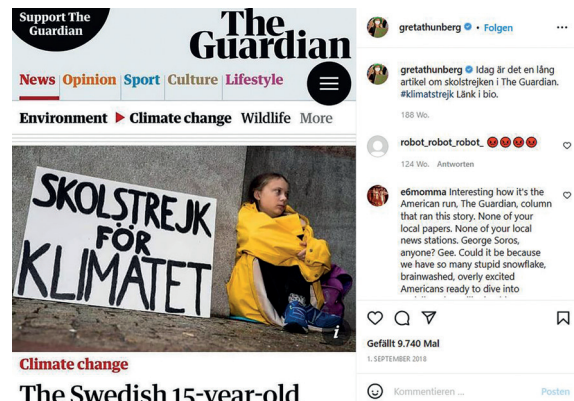 Support The
Guardian
The
Guardian
News Opinion Sport Culture Lifestyle
Environment Climate change Wildlife More
SKOLSTREJK
FÖR
KLIMATET
i
Climate change
The Swedish 15-year-old
gretathunberg • Folgen
gretathunberg Idag är det en lång
artikel om skolstrejken i The Guardian.
#klimatstrejk Länk i bio.
188 Wo.
robot_robot_robot_ 😡😡😡😡
124 Wo. Antworten
e6momma Interesting how it's the
American run, The Guardian, column
that ran this story. None of your
local papers. None of your local
news stations. George Soros,
anyone? Gee. Could it be because
we have so many stupid snowflake,
brainwashed, overly excited
Americans ready to dive into
Gefällt 9.740 Mal
1. SEPTEMBER 2018
Kommentieren ...
Posten